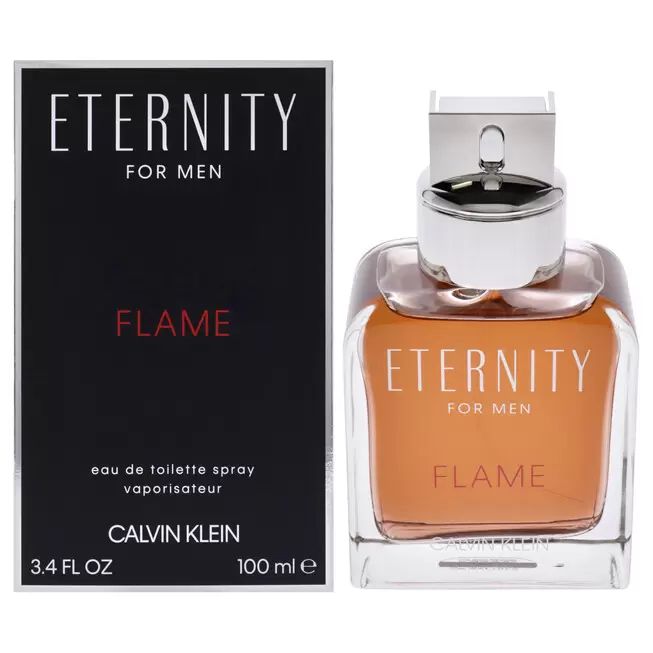 ETERNITY
FOR MEN
FLAME
eau de toilette spray
vaporisateur
CALVIN KLEIN
3.4 FL OZ 100 ml ℮
ETERNITY
FOR MEN
FLAME
CALVIN KLEIN